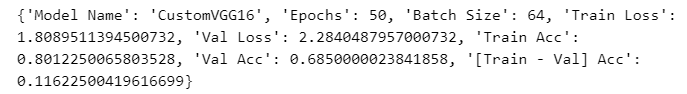 {'Model Name': 'CustomVGG16', 'Epochs': 50, 'Batch Size': 64, 'Train Loss':
1.8089511394500732, 'Val Loss': 2.2840487957000732, 'Train Acc':
0.8012250065803528, 'Val Acc': 0.6850000023841858, '[Train - Val] Acc':
0.11622500419616699}